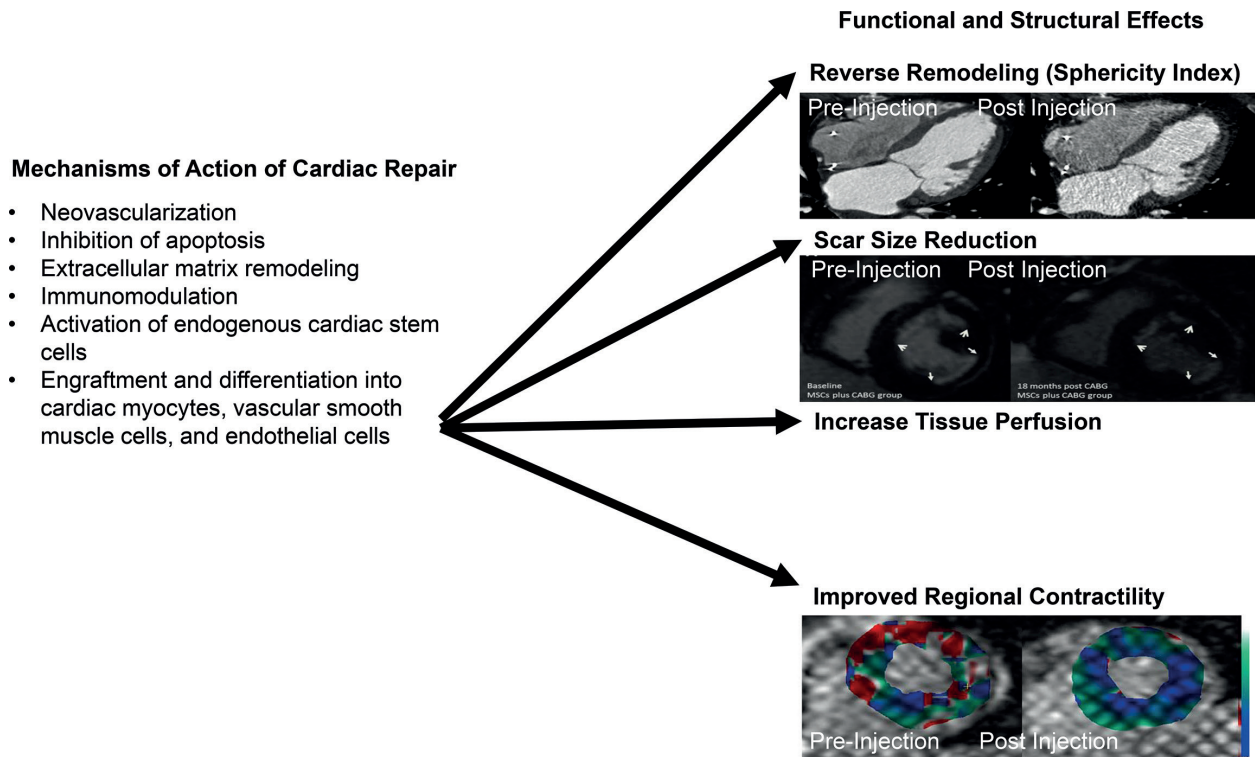 Functional and Structural Effects
Reverse Remodeling (Sphericity Index)
Pre-Injection Post Injection
Mechanisms of Action of Cardiac Repair
• Neovascularization
• Inhibition of apoptosis
• Extracellular matrix remodeling
• Immunomodulation
• Activation of endogenous cardiac stem
cells
• Engraftment and differentiation into
cardiac myocytes, vascular smooth
muscle cells, and endothelial cells
Scar Size Reduction
Pre-Injection Post Injection
Baseline
MSCs plus CABG group
18 months post CABG
MSCs plus CABG group
Increase Tissue Perfusion
Improved Regional Contractility
Pre-Injection Post Injection